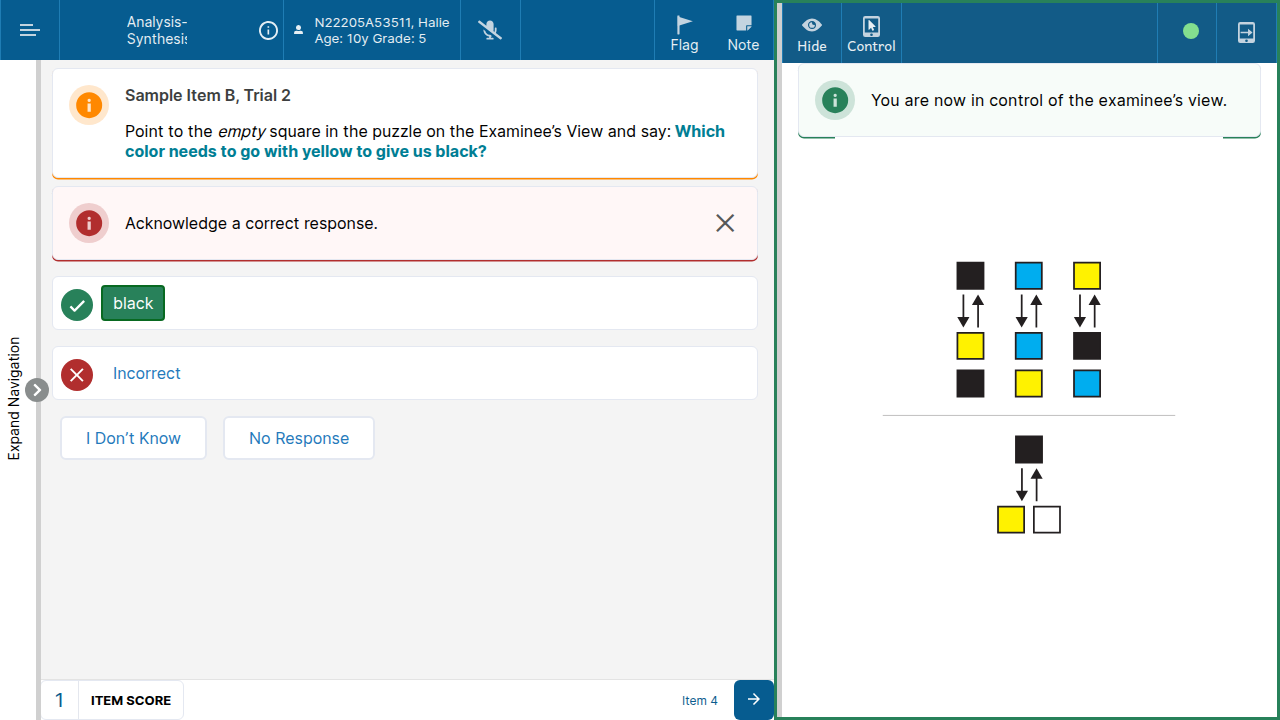 Analysis-
Synthesis
N22205A53511, Halle
Age: 10y Grade: 5
Flag
Note
Hide
Control
Expand Navigation
Sample Item B, Trial 2
Point to the empty square in the puzzle on the Examinee's View and say: Which
color needs to go with yellow to give us black?
Acknowledge a correct response.
black
Incorrect
I Don't Know
No Response
1
ITEM SCORE
Item 4
You are now in control of the examinee's view.